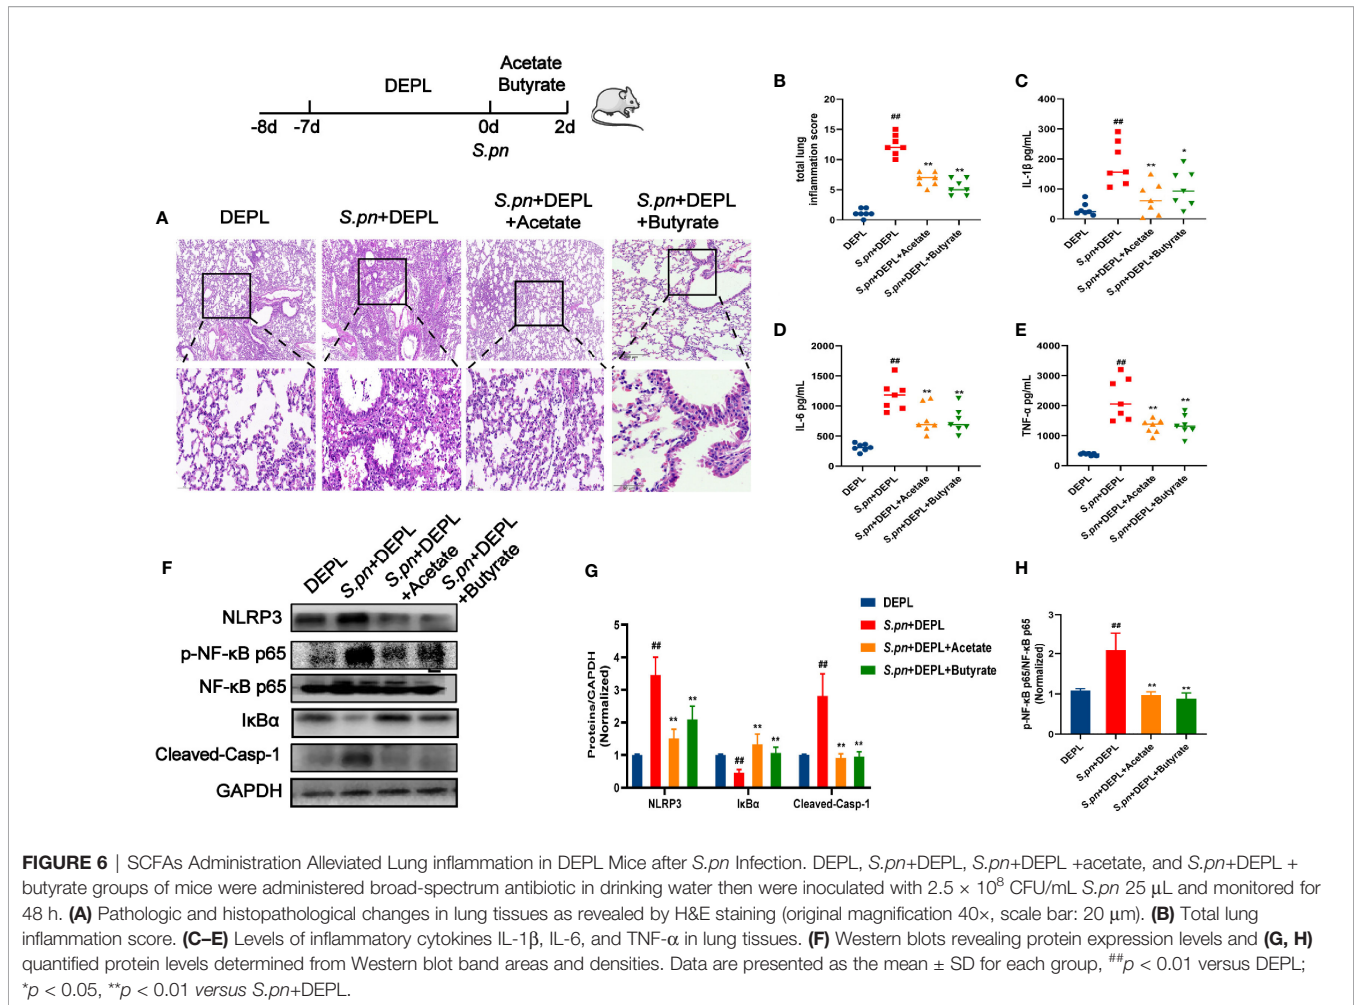 Acetate
Butyrate
DEPL
-8d -7d 0d 2d
S.pn
A
DEPL
S.pn+DEPL
S.pn+DEPL
+Acetate
S.pn+DEPL
+Butyrate
B
total lung
inflammation score
20
15
10
5
0
##
**
**
DEPL
S.pn+DEPL
S.pn+DEPL+Acetate
S.pn+DEPL+Butyrate
C
IL-1β pg/mL
400
300
200
100
0
##
**
*
DEPL
S.pn+DEPL
S.pn+DEPL+Acetate
S.pn+DEPL+Butyrate
D
IL-6 pg/mL
2000
1500
1000
500
0
##
**
**
DEPL
S.pn+DEPL
S.pn+DEPL+Acetate
S.pn+DEPL+Butyrate
E
TNF-α pg/mL
4000
3000
2000
1000
0
##
**
**
DEPL
S.pn+DEPL
S.pn+DEPL+Acetate
S.pn+DEPL+Butyrate
F
DEPL
S.pn+DEPL
S.pn+DEPL
+Acetate
S.pn+DEPL
+Butyrate
NLRP3
p-NF-κB p65
NF-κB p65
IκBα
Cleaved-Casp-1
GAPDH
G
DEPL
S.pn+DEPL
S.pn+DEPL+Acetate
S.pn+DEPL+Butyrate
Proteins/GAPDH
(Normalized)
5
4
3
2
1
0
##
**
**
##
**
**
##
**
**
NLRP3
IκBα
Cleaved-Casp-1
H
p-NF-κB p65/NF-κB p65
(Normalized)
3
2
1
0
##
**
**
DEPL
S.pn+DEPL
S.pn+DEPL+Acetate
S.pn+DEPL+Butyrate
FIGURE 6 | SCFAs Administration Alleviated Lung inflammation in DEPL Mice after S.pn Infection. DEPL, S.pn+DEPL, S.pn+DEPL +acetate, and S.pn+DEPL +
butyrate groups of mice were administered broad-spectrum antibiotic in drinking water then were inoculated with 2.5 × 10⁸ CFU/mL S.pn 25 μL and monitored for
48 h. (A) Pathologic and histopathological changes in lung tissues as revealed by H&E staining (original magnification 40×, scale bar: 20 μm). (B) Total lung
inflammation score. (C–E) Levels of inflammatory cytokines IL-1β, IL-6, and TNF-α in lung tissues. (F) Western blots revealing protein expression levels and (G, H)
quantified protein levels determined from Western blot band areas and densities. Data are presented as the mean ± SD for each group, ##p < 0.01 versus DEPL;
*p < 0.05, **p < 0.01 versus S.pn+DEPL.